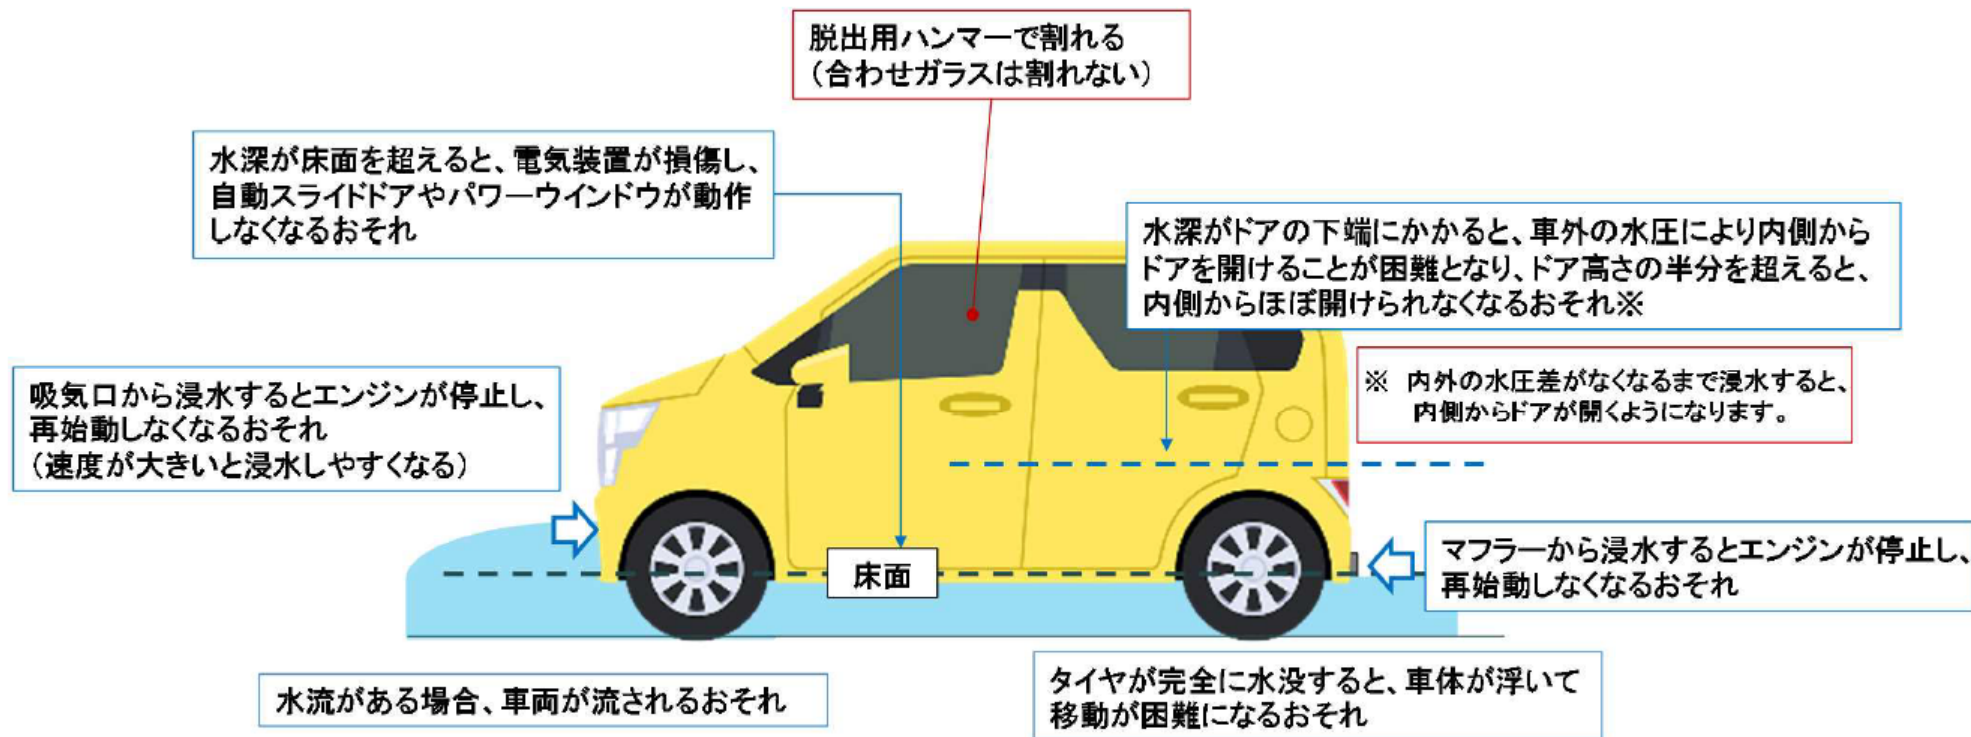 脱出用ハンマーで割れる
（合わせガラスは割れない）
水深が床面を超えると、電気装置が損傷し、
自動スライドドアやパワーウインドウが動作
しなくなるおそれ
水深がドアの下端にかかると、車外の水圧により内側から
ドアを開けることが困難となり、ドア高さの半分を超えると、
内側からほぼ開けられなくなるおそれ※
※ 内外の水圧差がなくなるまで浸水すると、
内側からドアが開くようになります。
吸気口から浸水するとエンジンが停止し、
再始動しなくなるおそれ
（速度が大きいと浸水しやすくなる）
床面
マフラーから浸水するとエンジンが停止し、
再始動しなくなるおそれ
水流がある場合、車両が流されるおそれ
タイヤが完全に水没すると、車体が浮いて
移動が困難になるおそれ